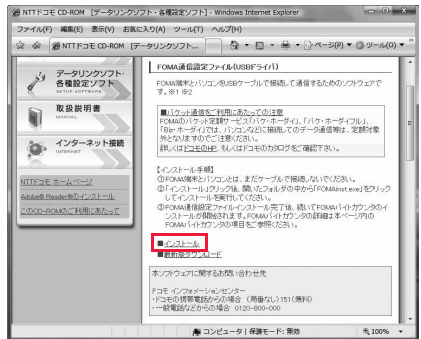 NTTドコモ CD-ROM [データリンクソフト・各種設定ソフト] - Windows Internet Explorer
ファイル(F) 編集(E) 表示(V) お気に入り(A) ツール(T) ヘルプ(H)
NTTドコモ CD-ROM [データリンクソフト・...
ページ(P) ツール(O)
データリンクソフト・
各種設定ソフト
SETUP SOFTWARE
取扱説明書
MANUAL
インターネット接続
INTERNET
NTTドコモ ホームページ
Adobe® Reader®のインストール
このCD-ROMのご利用にあたって
FOMA通信設定ファイル(USBドライバ)
FOMA端末とパソコンをUSBケーブルで接続して通信するためのソフトウェアで
す。※1 ※2
■パケット通信をご利用にあたっての注意
FOMAのパケット定額サービス「パケ・ホーダイ」、「パケ・ホーダイフル」、
「Biz・ホーダイ」では、パソコンなどに接続してのデータ通信等は、定額対象
外となりますのでご注意ください。
詳しくはドコモのHP、もしくはドコモのカタログをご確認下さい。
【インストール手順】
①FOMA端末とパソコンとは、まだケーブルで接続しないでください。
②「インストール」クリック後、開いたフォルダの中から「FOMAinst.exe」をクリック
してインストールを実行してください。
③FOMA通信設定ファイルインストール完了後、続いてFOMAバイトカウンタのイ
ンストールが開始されます。FOMAバイトカウンタの詳細は本ページ内の
FOMAバイトカウンタの項目をご参照ください。
■インストール
■最新版ダウンロード
本ソフトウェアに関するお問い合わせ先
ドコモ インフォメーションセンター
・ドコモの携帯電話からの場合 (局番なし)151(無料)
・一般電話などからの場合 0120-800-000
コンピュータ | 保護モード: 無効
100%